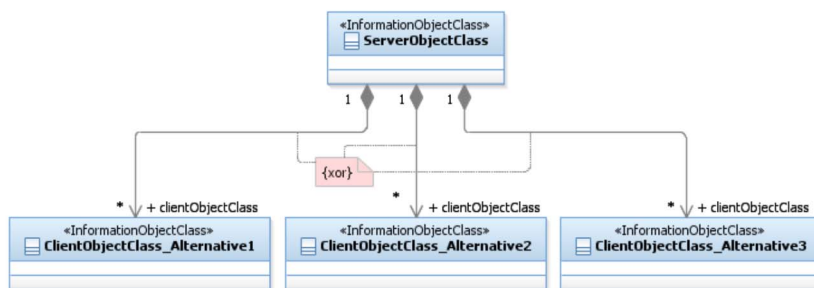 «InformationObjectClass»
ServerObjectClass
1 1 1
{xor}
* + clientObjectClass * + clientObjectClass * + clientObjectClass
«InformationObjectClass» «InformationObjectClass» «InformationObjectClass»
ClientObjectClass_Alternative1 ClientObjectClass_Alternative2 ClientObjectClass_Alternative3